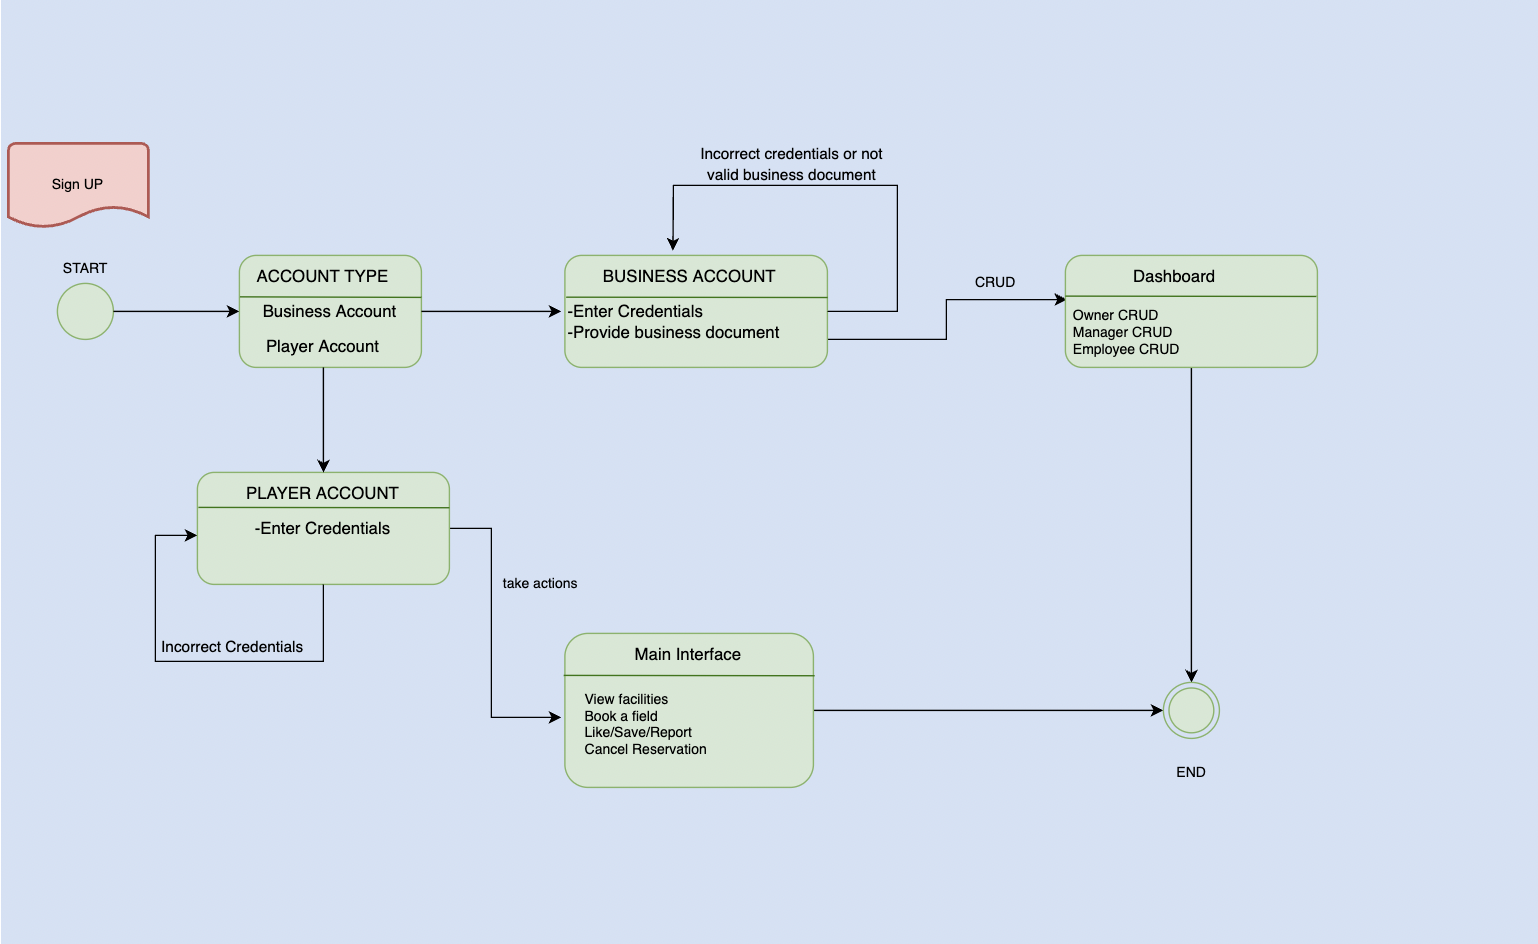 Sign UP
START
ACCOUNT TYPE
Business Account
Player Account
Incorrect credentials or not
valid business document
BUSINESS ACCOUNT
-Enter Credentials
-Provide business document
CRUD
Dashboard
Owner CRUD
Manager CRUD
Employee CRUD
PLAYER ACCOUNT
-Enter Credentials
Incorrect Credentials
take actions
Main Interface
View facilities
Book a field
Like/Save/Report
Cancel Reservation
END